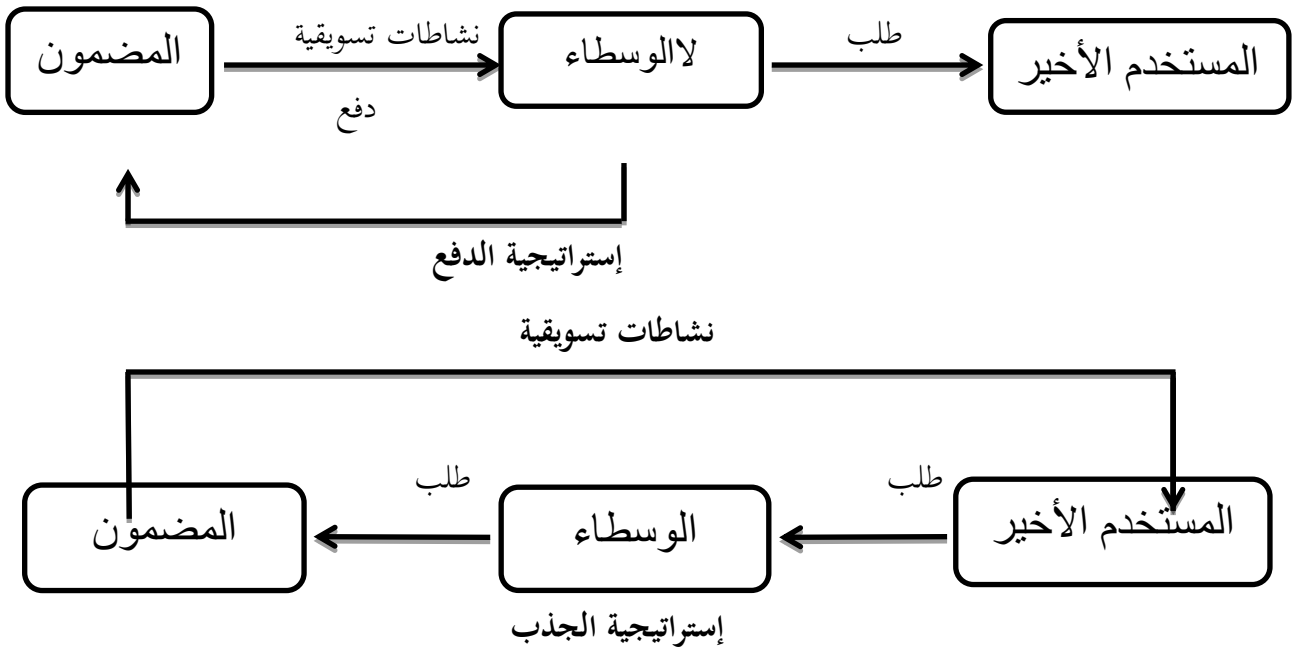 المضمون
نشاطات تسويقية
دفع
لاالوسطاء
طلب
المستخدم الأخير
إستراتيجية الدفع
نشاطات تسويقية
المضمون
طلب
الوسطاء
طلب
المستخدم الأخير
إستراتيجية الجذب